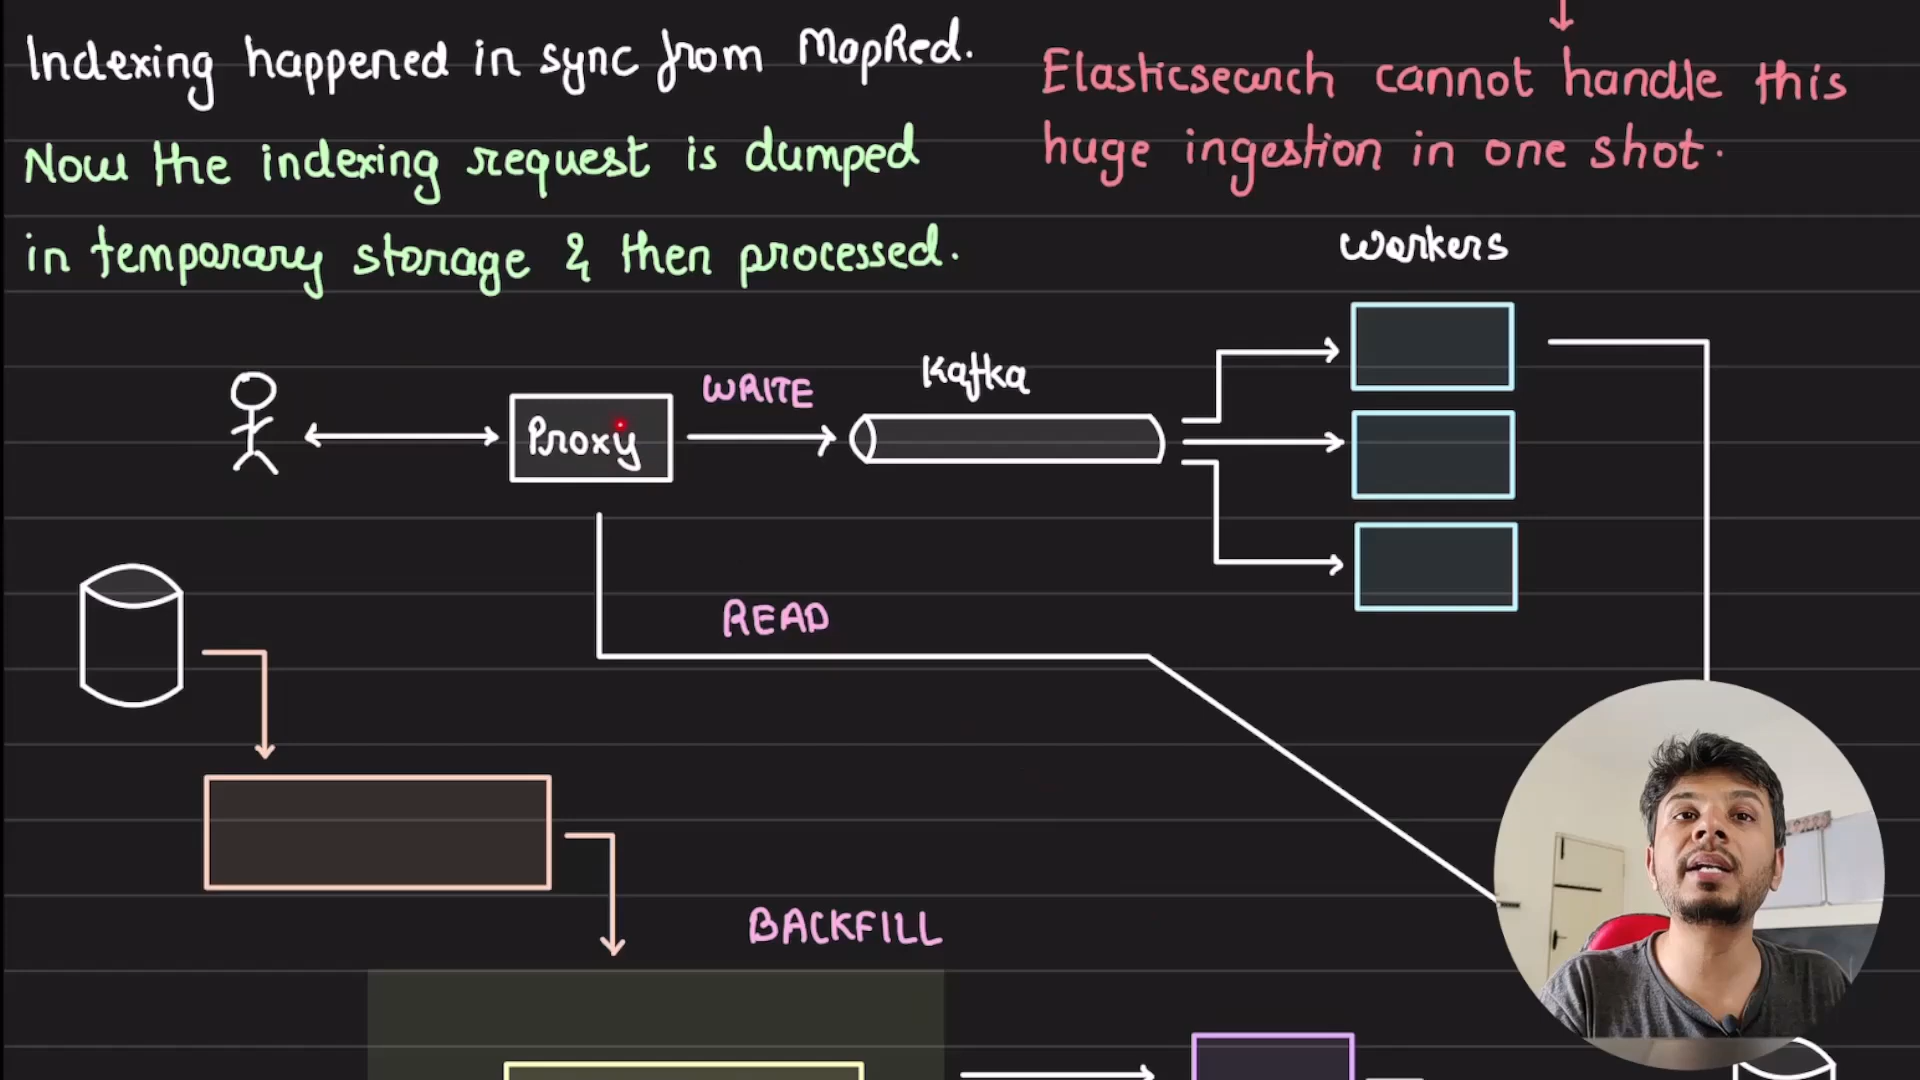 Indexing happened in sync from MapRed.
Now the indexing request is dumped
in temporary storage & then processed.
Elasticsearch cannot handle this
huge ingestion in one shot.
Workers
Kafka
WRITE
Proxy
READ
BACKFILL